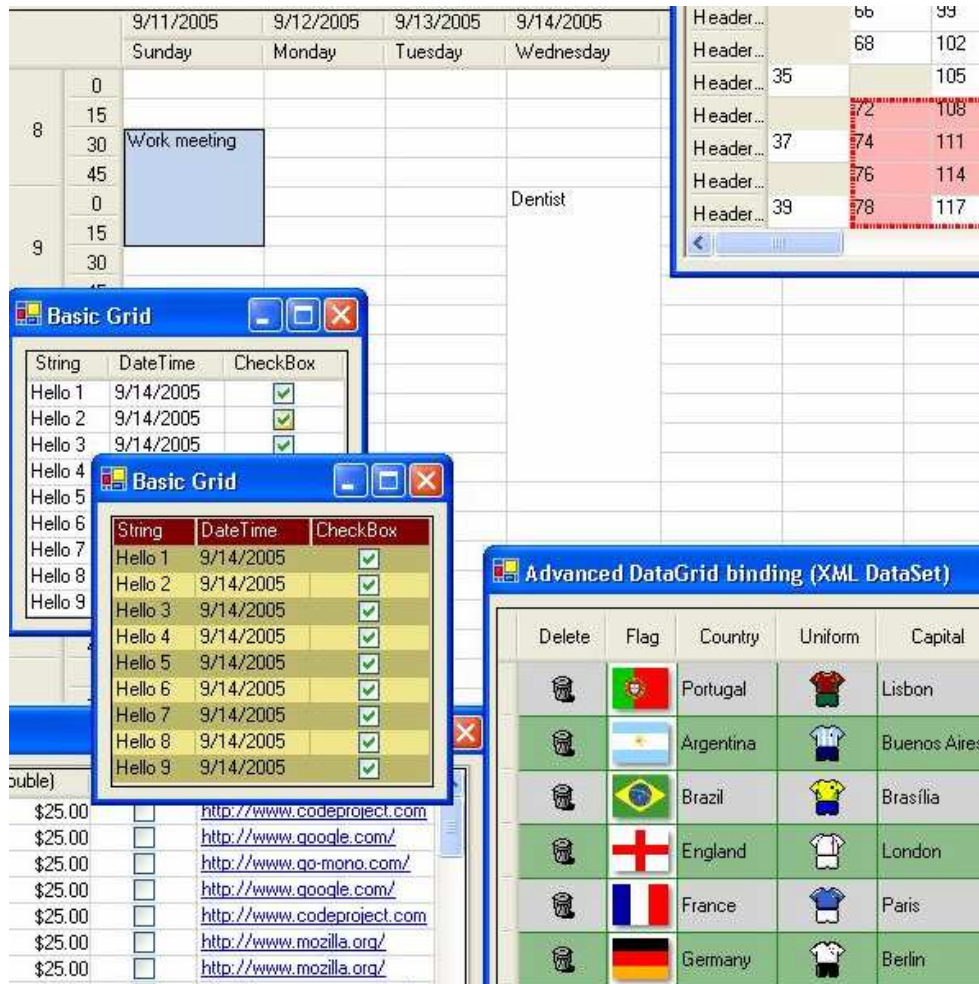 9/11/2005 9/12/2005 9/13/2005 9/14/2005
Sunday Monday Tuesday Wednesday
8
0
15
30
45
9
0
15
30
Work meeting
Dentist
Header... 66 99
Header... 68 102
Header... 35 105
Header... 72 108
Header... 37 74 111
Header... 76 114
Header... 39 78 117
Basic Grid
String DateTime CheckBox
Hello 1 9/14/2005
Hello 2 9/14/2005
Hello 3 9/14/2005
Hello 4
Hello 5
Hello 6
Hello 7
Hello 8
Hello 9
Basic Grid
String DateTime CheckBox
Hello 1 9/14/2005
Hello 2 9/14/2005
Hello 3 9/14/2005
Hello 4 9/14/2005
Hello 5 9/14/2005
Hello 6 9/14/2005
Hello 7 9/14/2005
Hello 8 9/14/2005
Hello 9 9/14/2005
$25.00 http://www.codeproject.com
$25.00 http://www.google.com/
$25.00 http://www.go-mono.com/
$25.00 http://www.google.com/
$25.00 http://www.codeproject.com
$25.00 http://www.mozilla.org/
$25.00 http://www.mozilla.org/
Advanced DataGrid binding (XML DataSet)
Delete Flag Country Uniform Capital
Portugal Lisbon
Argentina Buenos Aires
Brazil Brasília
England London
France Paris
Germany Berlin